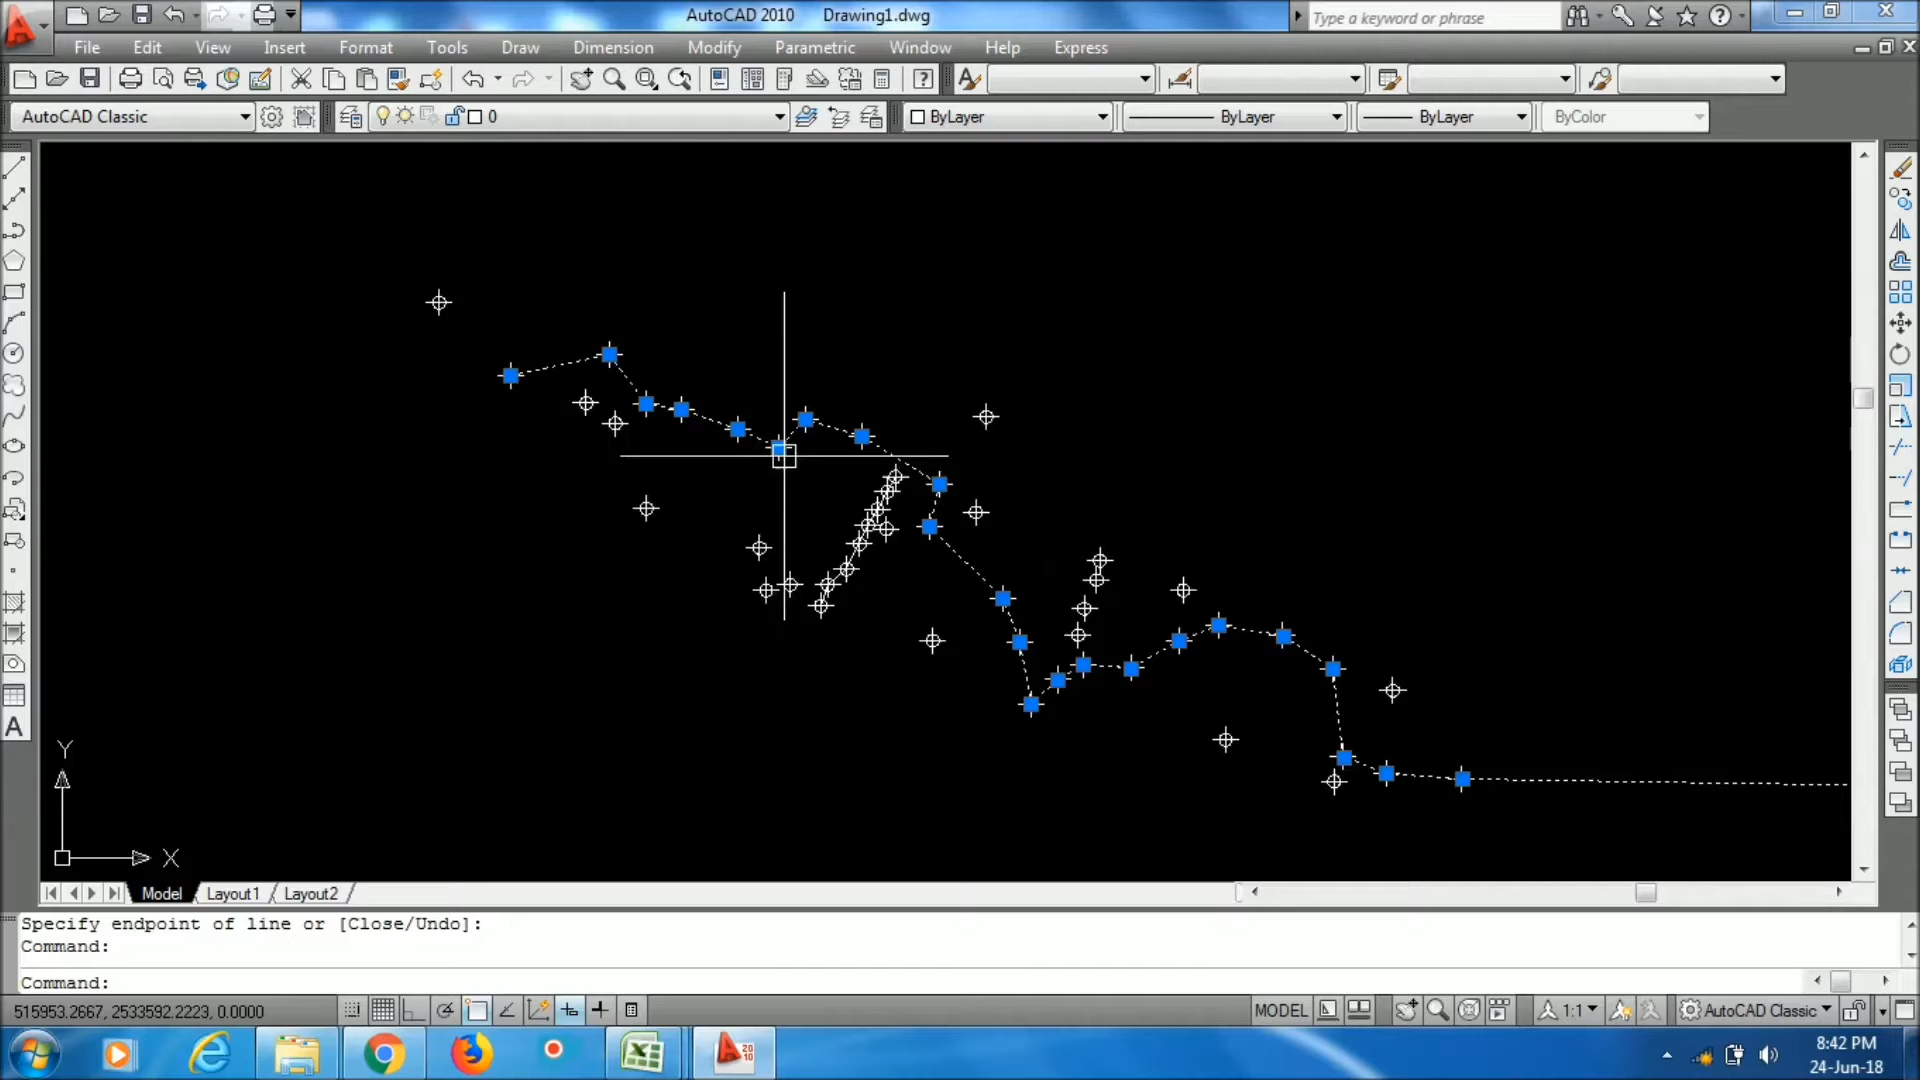 AutoCAD 2010 Drawing1.dwg
Type a keyword or phrase
File Edit View Insert Format Tools Draw Dimension Modify Parametric Window Help Express
AutoCAD Classic
0
ByLayer
ByLayer
ByLayer
ByColor
Y
X
A
Model Layout1 Layout2
Specify endpoint of line or [Close/Undo]:
Command:
Command:
515953.2667, 2533592.2223, 0.0000
MODEL
1:1
AutoCAD Classic
8:42 PM
24-Jun-18